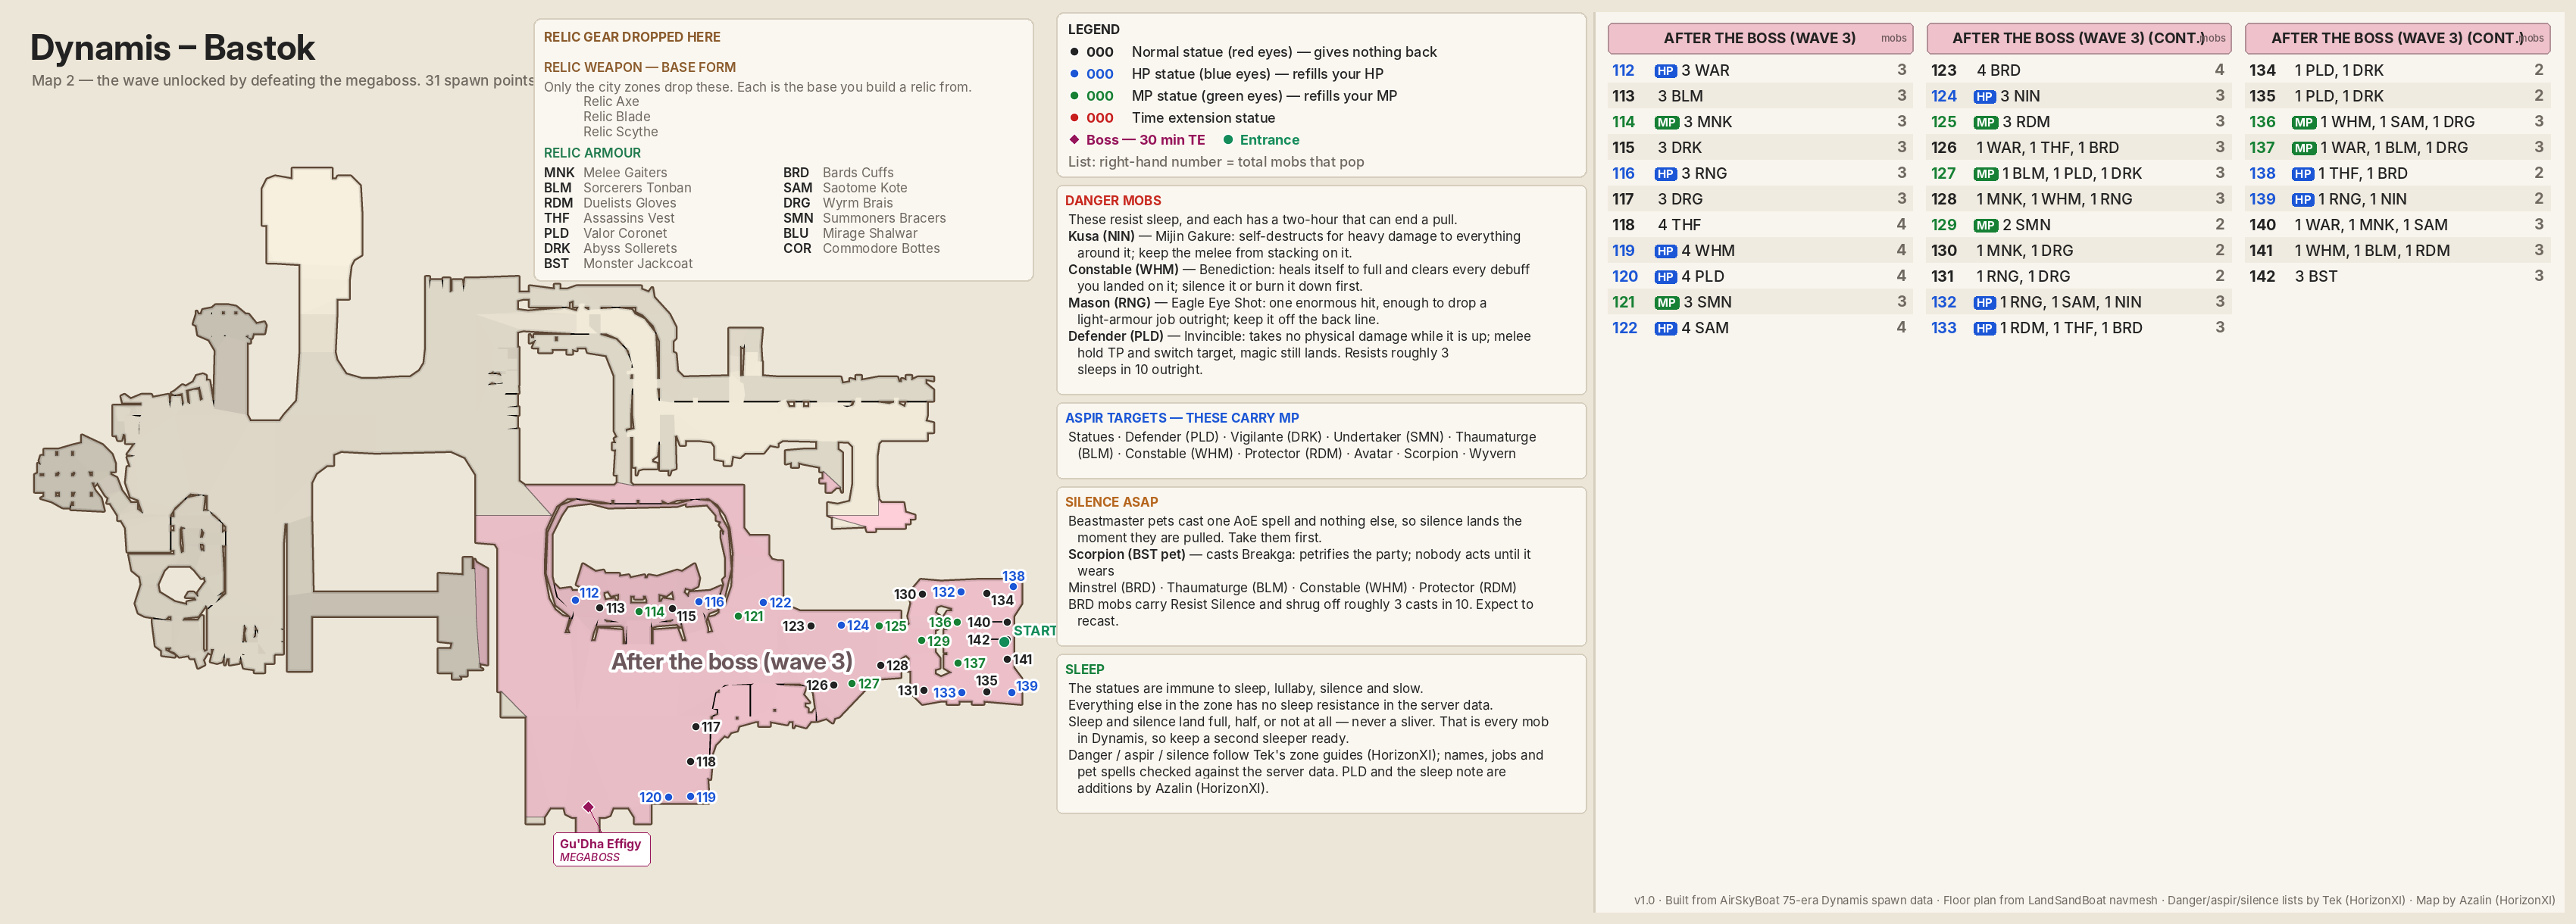 Dynamis – Bastok
Map 2 — the wave unlocked by defeating the megaboss. 31 spawn points
RELIC GEAR DROPPED HERE
RELIC WEAPON — BASE FORM
Only the city zones drop these. Each is the base you build a relic from.
Relic Axe
Relic Blade
Relic Scythe
RELIC ARMOUR
MNK Melee Gaiters
BLM Sorcerers Tonban
RDM Duelists Gloves
THF Assassins Vest
PLD Valor Coronet
DRK Abyss Sollerets
BST Monster Jackcoat
BRD Bards Cuffs
SAM Saotome Kote
DRG Wyrm Brais
SMN Summoners Bracers
BLU Mirage Shalwar
COR Commodore Bottes
112
113
114
115
116
121
122
123
124
125
130
132
138
134
136
140
142
START
129
137
141
128
126
127
131
133
135
139
After the boss (wave 3)
117
118
120
119
Gu'Dha Effigy
MEGABOSS
LEGEND
000 Normal statue (red eyes) — gives nothing back
000 HP statue (blue eyes) — refills your HP
000 MP statue (green eyes) — refills your MP
000 Time extension statue
Boss — 30 min TE Entrance
List: right-hand number = total mobs that pop
DANGER MOBS
These resist sleep, and each has a two-hour that can end a pull.
Kusa (NIN) — Mijin Gakure: self-destructs for heavy damage to everything
around it; keep the melee from stacking on it.
Constable (WHM) — Benediction: heals itself to full and clears every debuff
you landed on it; silence it or burn it down first.
Mason (RNG) — Eagle Eye Shot: one enormous hit, enough to drop a
light-armour job outright; keep it off the back line.
Defender (PLD) — Invincible: takes no physical damage while it is up; melee
hold TP and switch target, magic still lands. Resists roughly 3
sleeps in 10 outright.
ASPIR TARGETS — THESE CARRY MP
Statues · Defender (PLD) · Vigilante (DRK) · Undertaker (SMN) · Thaumaturge
(BLM) · Constable (WHM) · Protector (RDM) · Avatar · Scorpion · Wyvern
SILENCE ASAP
Beastmaster pets cast one AoE spell and nothing else, so silence lands the
moment they are pulled. Take them first.
Scorpion (BST pet) — casts Breakga: petrifies the party; nobody acts until it
wears
Minstrel (BRD) · Thaumaturge (BLM) · Constable (WHM) · Protector (RDM)
BRD mobs carry Resist Silence and shrug off roughly 3 casts in 10. Expect to
recast.
SLEEP
The statues are immune to sleep, lullaby, silence and slow.
Everything else in the zone has no sleep resistance in the server data.
Sleep and silence land full, half, or not at all — never a sliver. That is every mob
in Dynamis, so keep a second sleeper ready.
Danger / aspir / silence follow Tek's zone guides (HorizonXI); names, jobs and
pet spells checked against the server data. PLD and the sleep note are
additions by Azalin (HorizonXI).
AFTER THE BOSS (WAVE 3) mobs
112 HP 3 WAR 3
113 3 BLM 3
114 MP 3 MNK 3
115 3 DRK 3
116 HP 3 RNG 3
117 3 DRG 3
118 4 THF 4
119 HP 4 WHM 4
120 HP 4 PLD 4
121 MP 3 SMN 3
122 HP 4 SAM 4
AFTER THE BOSS (WAVE 3) (CONT.) mobs
123 4 BRD 4
124 HP 3 NIN 3
125 MP 3 RDM 3
126 1 WAR, 1 THF, 1 BRD 3
127 MP 1 BLM, 1 PLD, 1 DRK 3
128 1 MNK, 1 WHM, 1 RNG 3
129 MP 2 SMN 2
130 1 MNK, 1 DRG 2
131 1 RNG, 1 DRG 2
132 HP 1 RNG, 1 SAM, 1 NIN 3
133 HP 1 RDM, 1 THF, 1 BRD 3
AFTER THE BOSS (WAVE 3) (CONT.) mobs
134 1 PLD, 1 DRK 2
135 1 PLD, 1 DRK 2
136 MP 1 WHM, 1 SAM, 1 DRG 3
137 MP 1 WAR, 1 BLM, 1 DRG 3
138 HP 1 THF, 1 BRD 2
139 HP 1 RNG, 1 NIN 2
140 1 WAR, 1 MNK, 1 SAM 3
141 1 WHM, 1 BLM, 1 RDM 3
142 3 BST 3
v1.0 · Built from AirSkyBoat 75-era Dynamis spawn data · Floor plan from LandSandBoat navmesh · Danger/aspir/silence lists by Tek (HorizonXI) · Map by Azalin (HorizonXI)